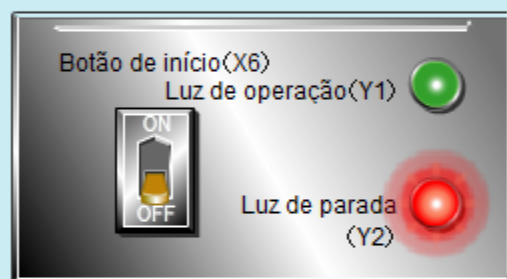 Botão de início(X6)
Luz de operação(Y1)
ON
OFF
Luz de parada
(Y2)